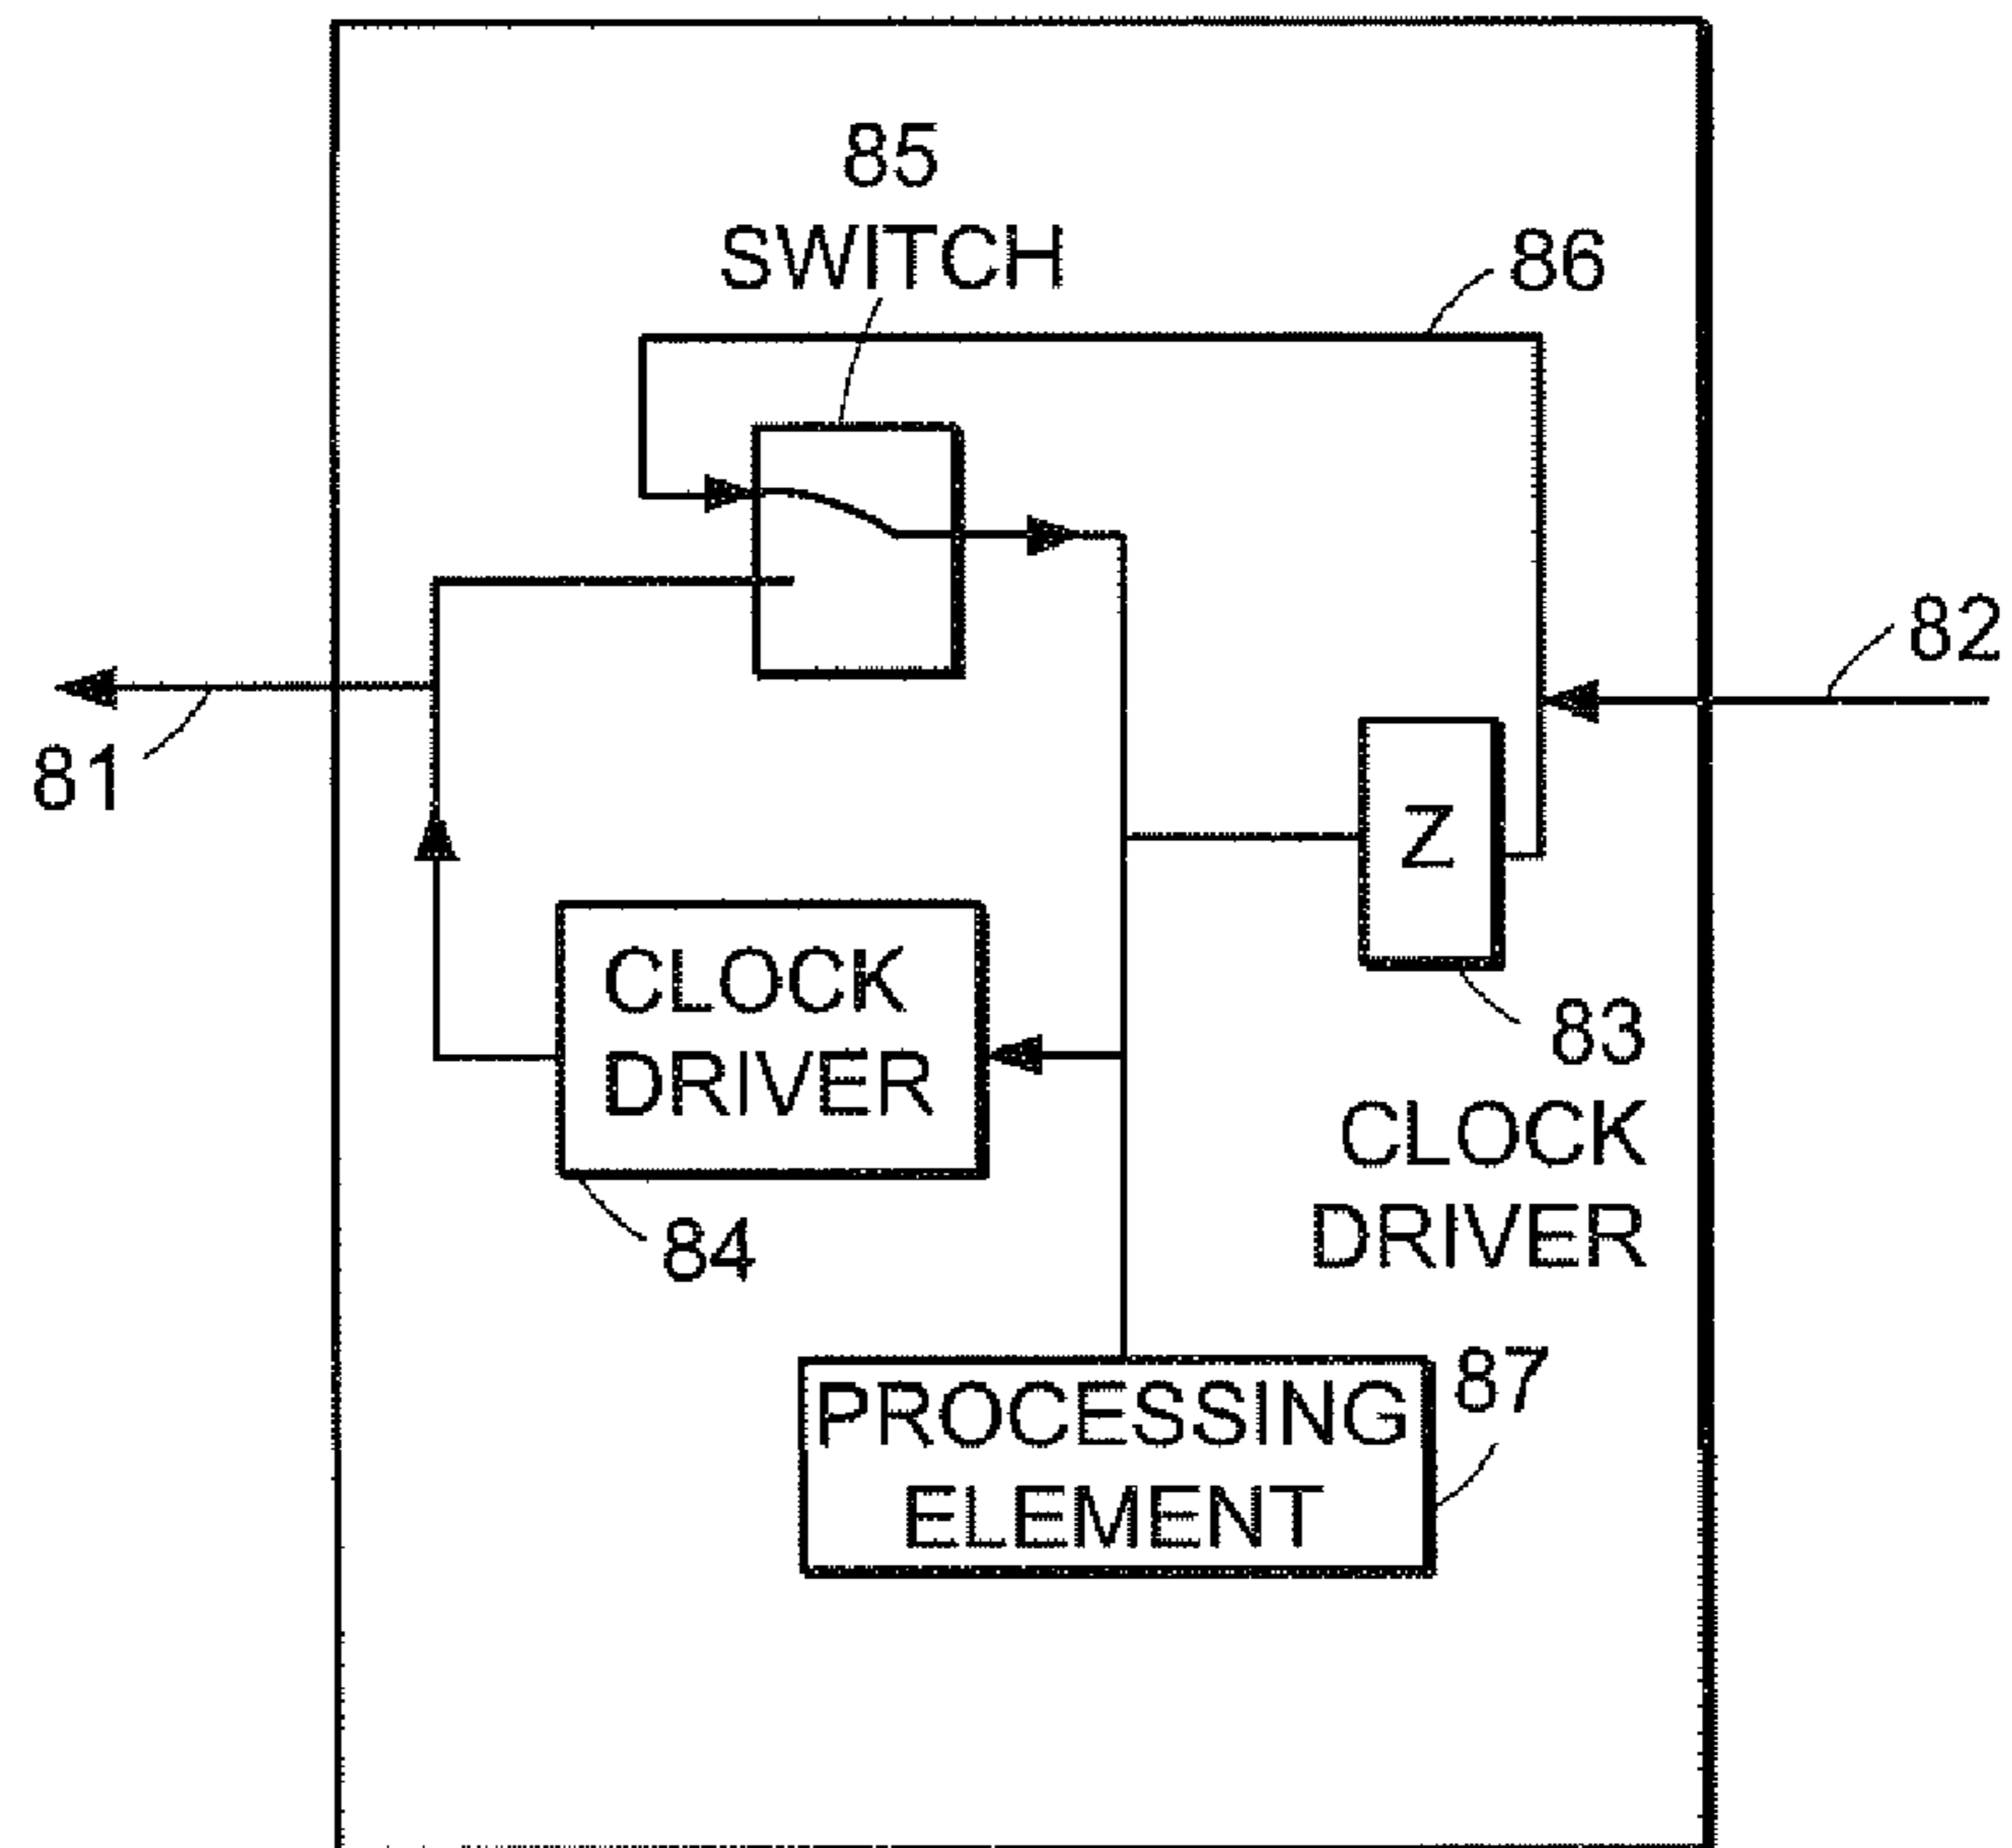 85
SWITCH
86
82
81
Z
CLOCK
DRIVER
83
CLOCK
DRIVER
84
87
PROCESSING
ELEMENT